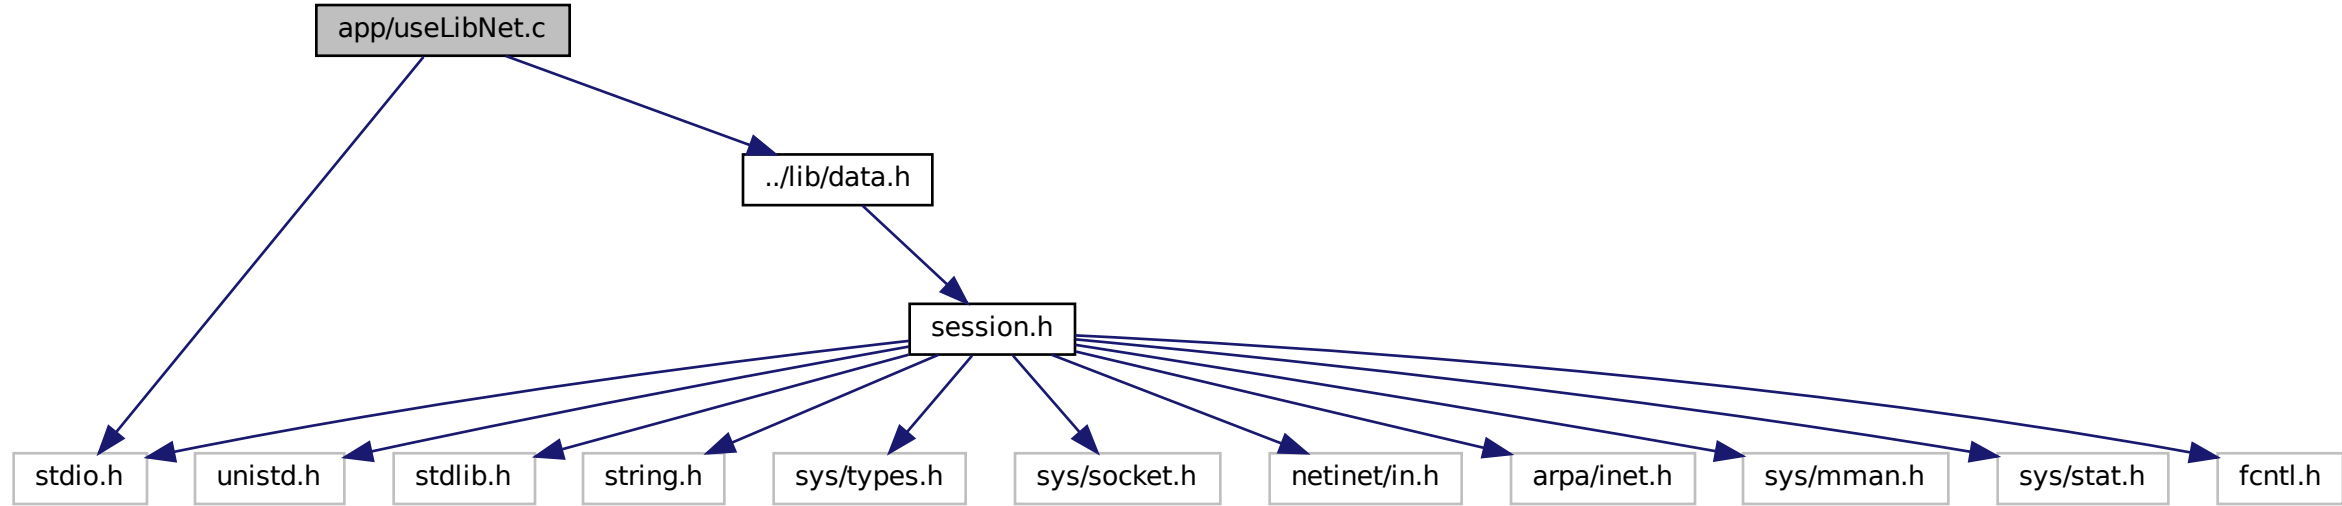 app/useLibNet.c
../lib/data.h
session.h
stdio.h
unistd.h
stdlib.h
string.h
sys/types.h
sys/socket.h
netinet/in.h
arpa/inet.h
sys/mman.h
sys/stat.h
fcntl.h